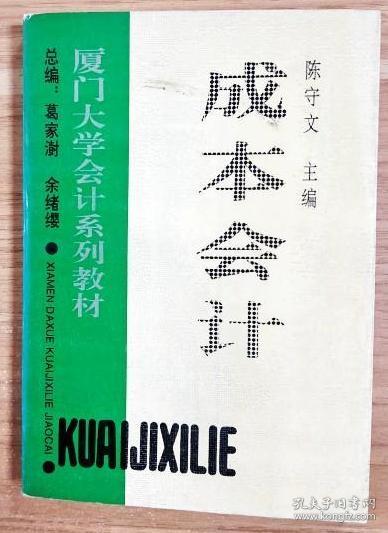 总编：葛家澍 余绪缨
XIAMEN DAXUE KUAIJIXILIE JIAOCAI
厦门大学会计系列教材
成本会计
陈守文 主编
KUAIJIXILIE
孔夫子旧书网
www.kongfz.com